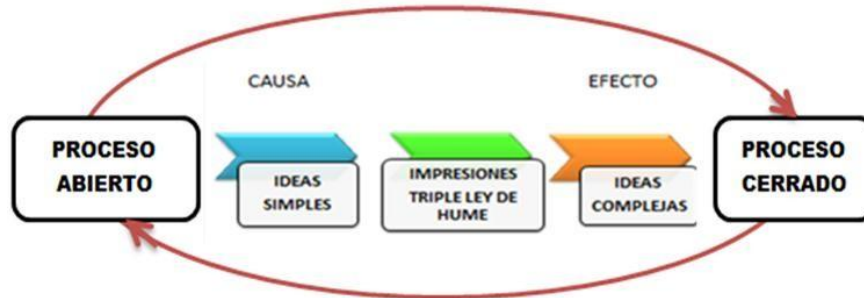 CAUSA
EFECTO
PROCESO
ABIERTO
IDEAS
SIMPLES
IMPRESIONES
TRIPLE LEY DE
HUME
IDEAS
COMPLEJAS
PROCESO
CERRADO